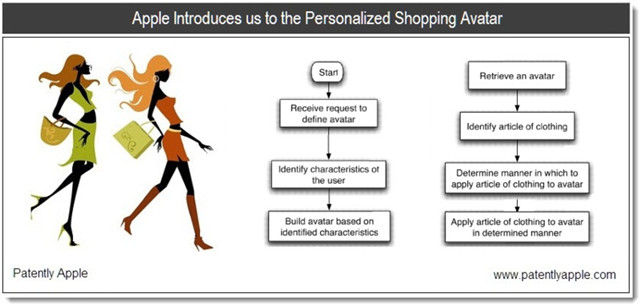 Apple Introduces us to the Personalized Shopping Avatar
Start
Receive request to
define avatar
Identify characteristics of
the user
Build avatar based on
identified characteristics
Retrieve an avatar
Identify article of clothing
Determine manner in which to
apply article of clothing to avatar
Apply article of clothing to avatar
in determined manner
Patently Apple
www.patentlyapple.com